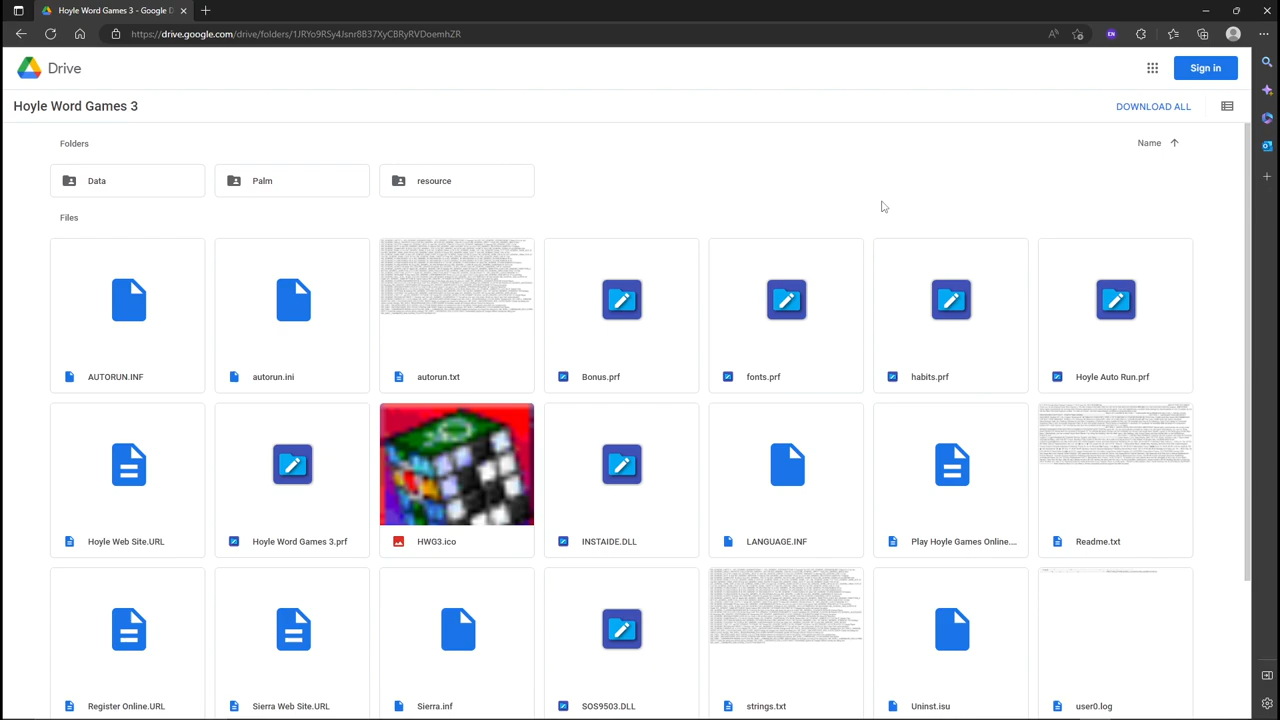 Hoyle Word Games 3 - Google D
https://drive.google.com/drive/folders/1JRYo9RSy4Jsnr8B37XyCBRyRVDoemhZR
EN
Drive
Sign in
Hoyle Word Games 3
DOWNLOAD ALL
Folders
Name
Data
Palm
resource
Files
AUTORUN.INF
autorun.ini
autorun.txt
Bonus.prf
fonts.prf
habits.prf
Hoyle Auto Run.prf
Hoyle Web Site.URL
Hoyle Word Games 3.prf
HWG3.ico
INSTAIDE.DLL
LANGUAGE.INF
Play Hoyle Games Online....
Readme.txt
Register Online.URL
Sierra Web Site.URL
Sierra.inf
SOS9503.DLL
strings.txt
Uninst.isu
user0.log